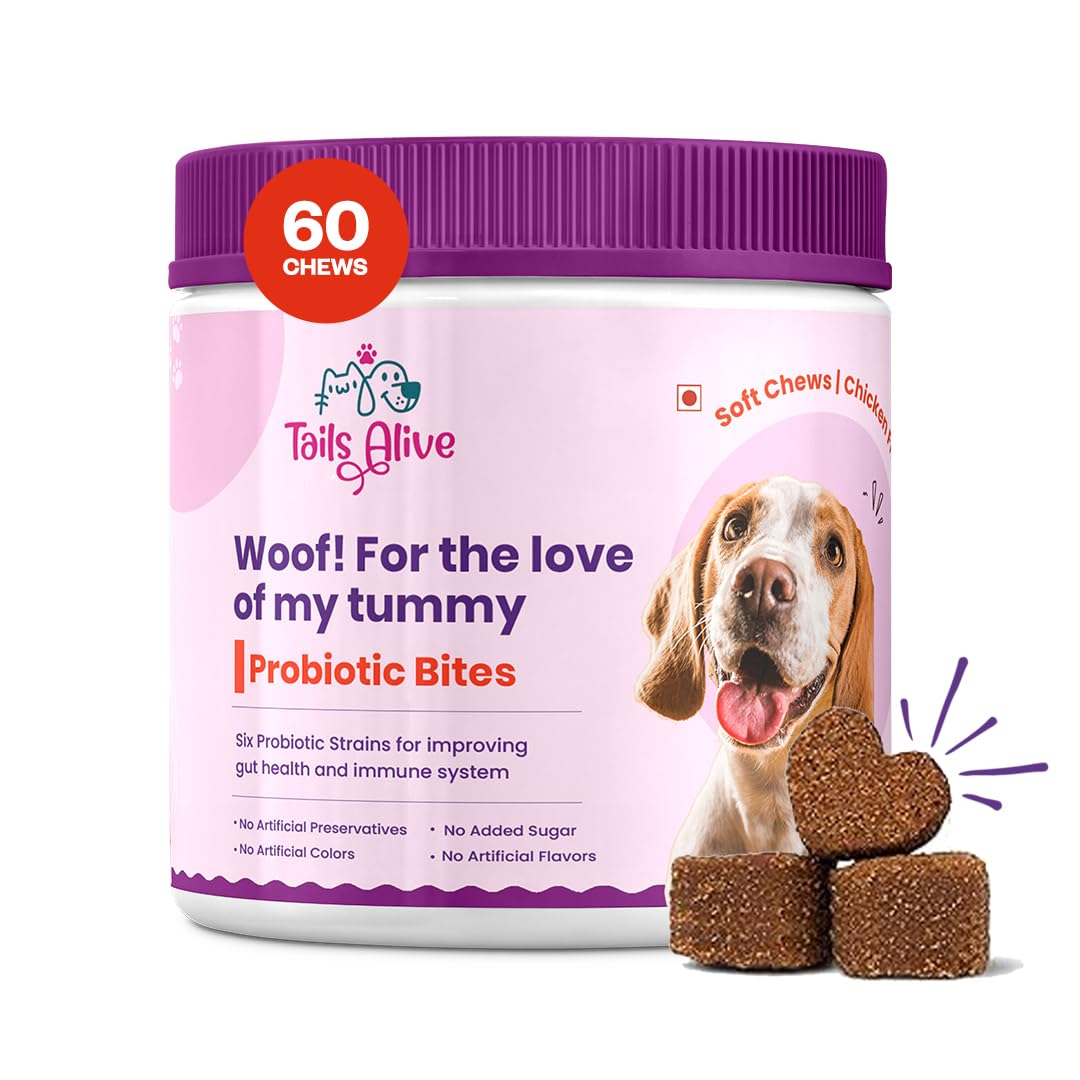 60
CHEWS
Tails Alive
Soft Chews | Chicken
Woof! For the love
of my tummy
Probiotic Bites
Six Probiotic Strains for improving
gut health and immune system
• No Artificial Preservatives
• No Added Sugar
• No Artificial Colors
• No Artificial Flavors